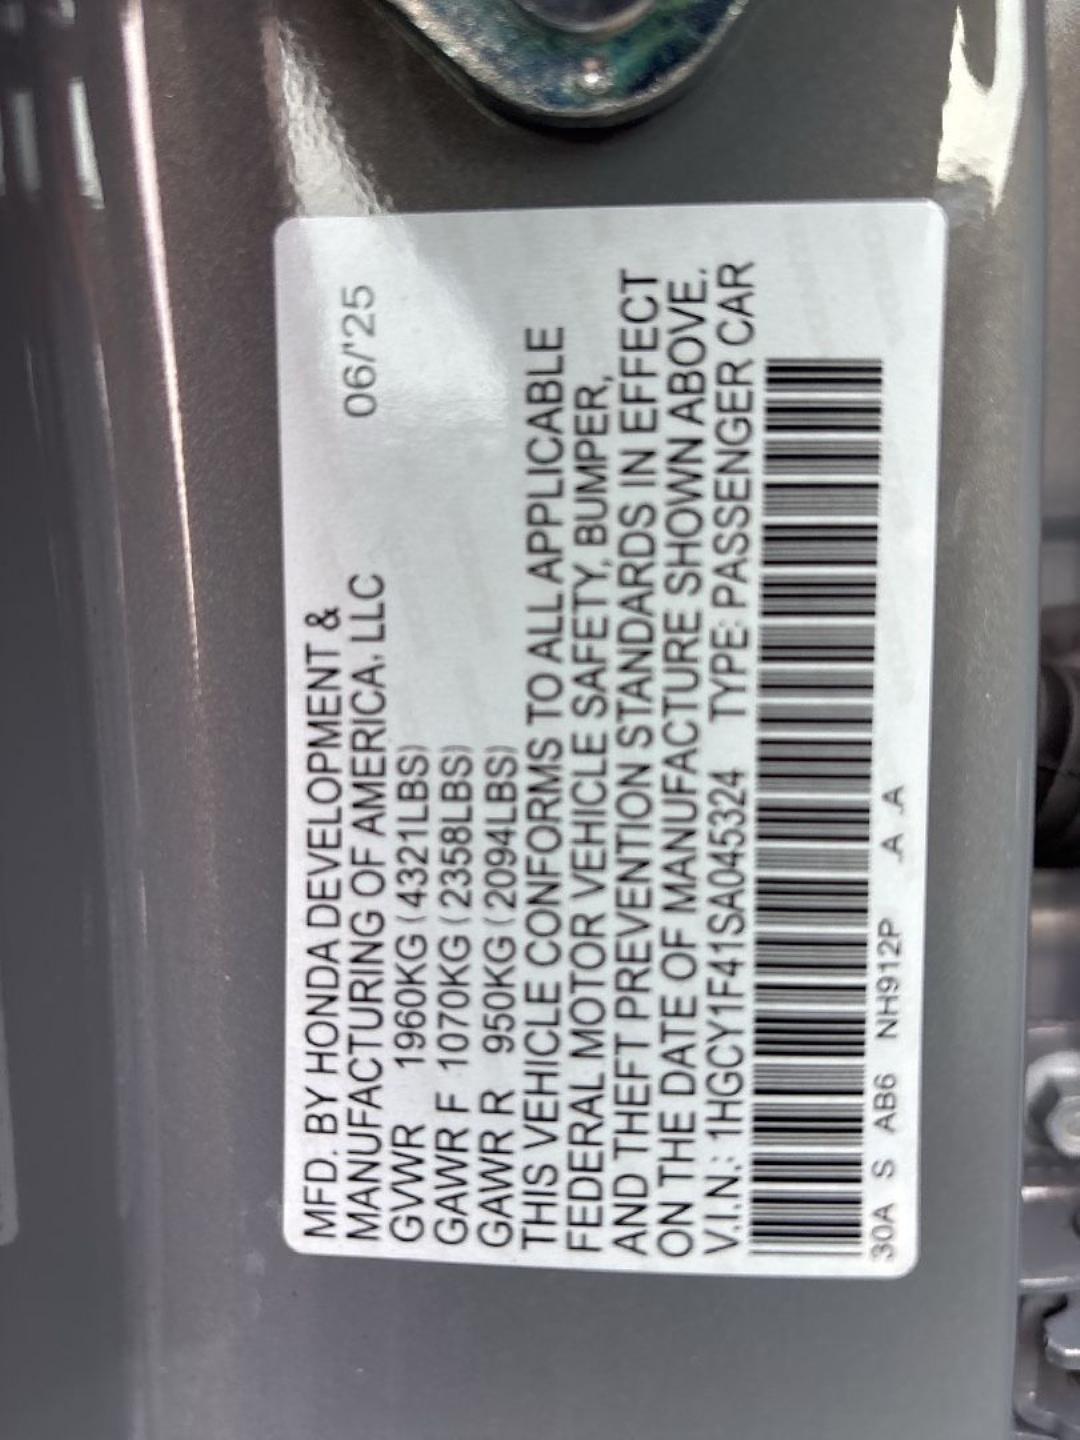 MFD. BY HONDA DEVELOPMENT &
MANUFACTURING OF AMERICA, LLC 06/'25
GVWR 1960KG (4321LBS)
GAWR F 1070KG (2358LBS)
GAWR R 950KG (2094LBS)
THIS VEHICLE CONFORMS TO ALL APPLICABLE
FEDERAL MOTOR VEHICLE SAFETY, BUMPER,
AND THEFT PREVENTION STANDARDS IN EFFECT
ON THE DATE OF MANUFACTURE SHOWN ABOVE.
V.I.N.: 1HGCY1F41SA045324 TYPE: PASSENGER CAR
30A S AB6 NH912P .A .A